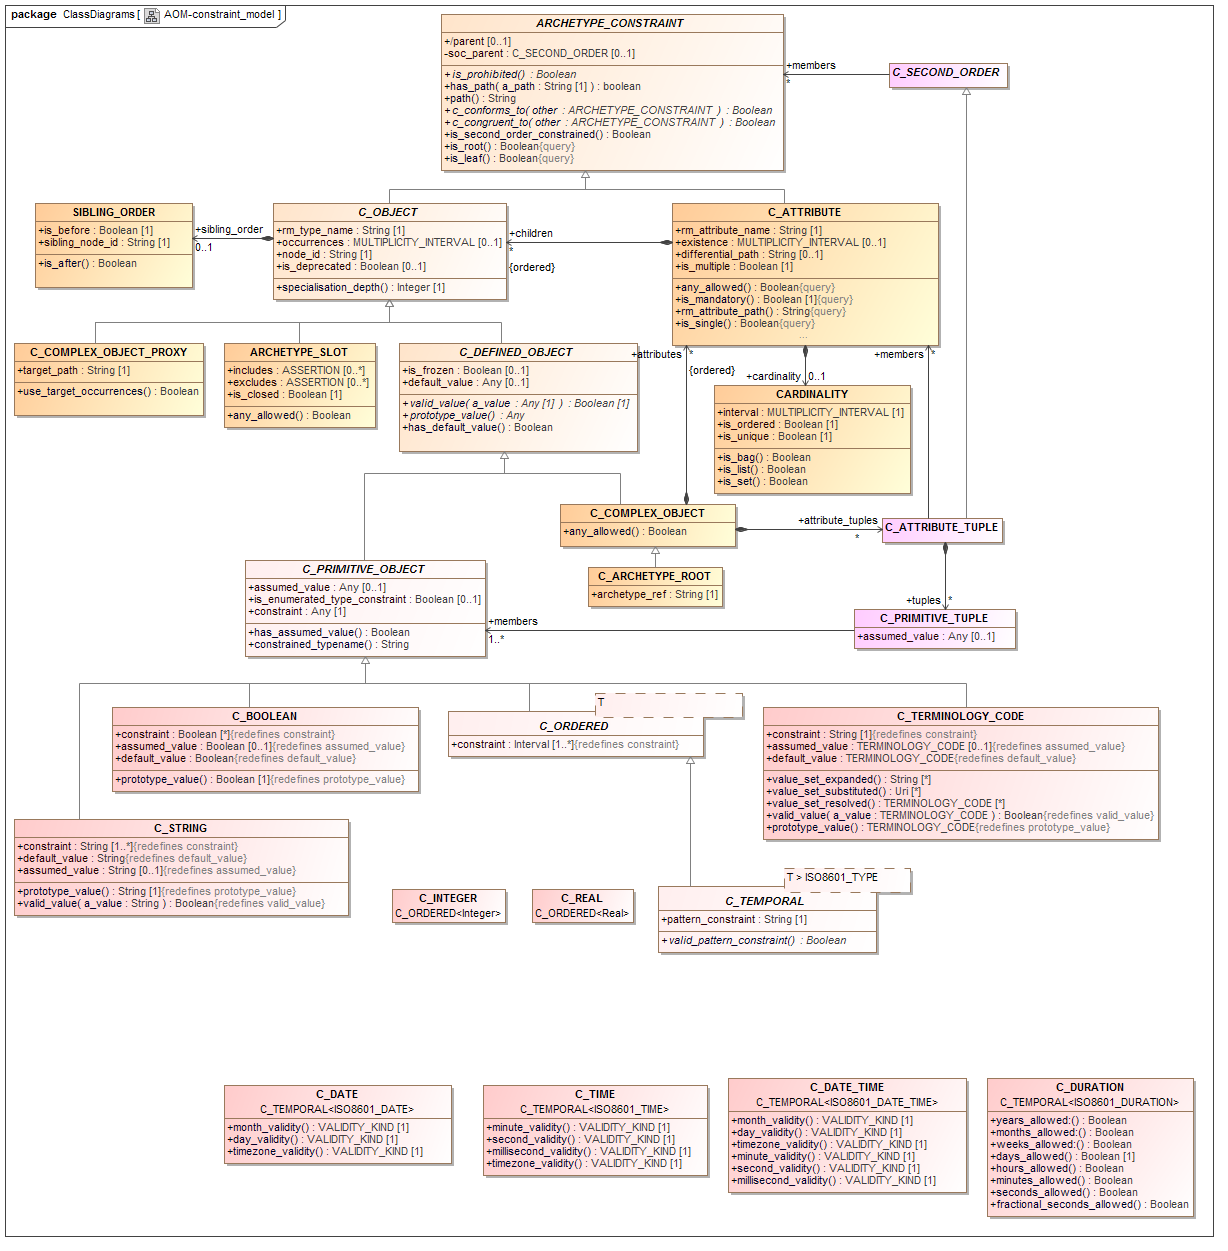 package ClassDiagrams [ AOM-constraint_model ]
ARCHETYPE_CONSTRAINT
+/parent [0..1]
-soc_parent : C_SECOND_ORDER [0..1]
+is_prohibited() : Boolean
+has_path( a_path : String [1] ) : boolean
+path() : String
+c_conforms_to( other : ARCHETYPE_CONSTRAINT ) : Boolean
+c_congruent_to( other : ARCHETYPE_CONSTRAINT ) : Boolean
+is_second_order_constrained() : Boolean
+is_root() : Boolean{query}
+is_leaf() : Boolean{query}
+members
*
C_SECOND_ORDER
SIBLING_ORDER
+is_before : Boolean [1]
+sibling_node_id : String [1]
+is_after() : Boolean
+sibling_order
0..1
C_OBJECT
+rm_type_name : String [1]
+occurrences : MULTIPLICITY_INTERVAL [0..1]
+node_id : String [1]
+is_deprecated : Boolean [0..1]
+specialisation_depth() : Integer [1]
+children
*
{ordered}
C_ATTRIBUTE
+rm_attribute_name : String [1]
+existence : MULTIPLICITY_INTERVAL [0..1]
+differential_path : String [0..1]
+is_multiple : Boolean [1]
+any_allowed() : Boolean{query}
+is_mandatory() : Boolean [1]{query}
+rm_attribute_path() : String{query}
+is_single() : Boolean{query}
...
C_COMPLEX_OBJECT_PROXY
+target_path : String [1]
+use_target_occurrences() : Boolean
ARCHETYPE_SLOT
+includes : ASSERTION [0..*]
+excludes : ASSERTION [0..*]
+is_closed : Boolean [1]
+any_allowed() : Boolean
C_DEFINED_OBJECT
+is_frozen : Boolean [0..1]
+default_value : Any [0..1]
+valid_value( a_value : Any [1] ) : Boolean [1]
+prototype_value() : Any
+has_default_value() : Boolean
+attributes *
{ordered}
+members *
+cardinality 0..1
CARDINALITY
+interval : MULTIPLICITY_INTERVAL [1]
+is_ordered : Boolean [1]
+is_unique : Boolean [1]
+is_bag() : Boolean
+is_list() : Boolean
+is_set() : Boolean
C_COMPLEX_OBJECT
+any_allowed() : Boolean
+attribute_tuples
*
C_ATTRIBUTE_TUPLE
C_ARCHETYPE_ROOT
+archetype_ref : String [1]
C_PRIMITIVE_OBJECT
+assumed_value : Any [0..1]
+is_enumerated_type_constraint : Boolean [0..1]
+constraint : Any [1]
+has_assumed_value() : Boolean
+constrained_typename() : String
+members
1..*
+tuples *
C_PRIMITIVE_TUPLE
+assumed_value : Any [0..1]
C_BOOLEAN
+constraint : Boolean [*]{redefines constraint}
+assumed_value : Boolean [0..1]{redefines assumed_value}
+default_value : Boolean{redefines default_value}
+prototype_value() : Boolean [1]{redefines prototype_value}
T
C_ORDERED
+constraint : Interval [1..*]{redefines constraint}
C_TERMINOLOGY_CODE
+constraint : String [1]{redefines constraint}
+assumed_value : TERMINOLOGY_CODE [0..1]{redefines assumed_value}
+default_value : TERMINOLOGY_CODE{redefines default_value}
+value_set_expanded() : String [*]
+value_set_substituted() : Uri [*]
+value_set_resolved() : TERMINOLOGY_CODE [*]
+valid_value( a_value : TERMINOLOGY_CODE ) : Boolean{redefines valid_value}
+prototype_value() : TERMINOLOGY_CODE{redefines prototype_value}
C_STRING
+constraint : String [1..*]{redefines constraint}
+default_value : String{redefines default_value}
+assumed_value : String [0..1]{redefines assumed_value}
+prototype_value() : String [1]{redefines prototype_value}
+valid_value( a_value : String ) : Boolean{redefines valid_value}
C_INTEGER
C_ORDERED<Integer>
C_REAL
C_ORDERED<Real>
T > ISO8601_TYPE
C_TEMPORAL
+pattern_constraint : String [1]
+valid_pattern_constraint() : Boolean
C_DATE
C_TEMPORAL<ISO8601_DATE>
+month_validity() : VALIDITY_KIND [1]
+day_validity() : VALIDITY_KIND [1]
+timezone_validity() : VALIDITY_KIND [1]
C_TIME
C_TEMPORAL<ISO8601_TIME>
+minute_validity() : VALIDITY_KIND [1]
+second_validity() : VALIDITY_KIND [1]
+millisecond_validity() : VALIDITY_KIND [1]
+timezone_validity() : VALIDITY_KIND [1]
C_DATE_TIME
C_TEMPORAL<ISO8601_DATE_TIME>
+month_validity() : VALIDITY_KIND [1]
+day_validity() : VALIDITY_KIND [1]
+timezone_validity() : VALIDITY_KIND [1]
+minute_validity() : VALIDITY_KIND [1]
+second_validity() : VALIDITY_KIND [1]
+millisecond_validity() : VALIDITY_KIND [1]
C_DURATION
C_TEMPORAL<ISO8601_DURATION>
+years_allowed:() : Boolean
+months_allowed:() : Boolean
+weeks_allowed:() : Boolean
+days_allowed() : Boolean [1]
+hours_allowed() : Boolean
+minutes_allowed() : Boolean
+seconds_allowed() : Boolean
+fractional_seconds_allowed() : Boolean